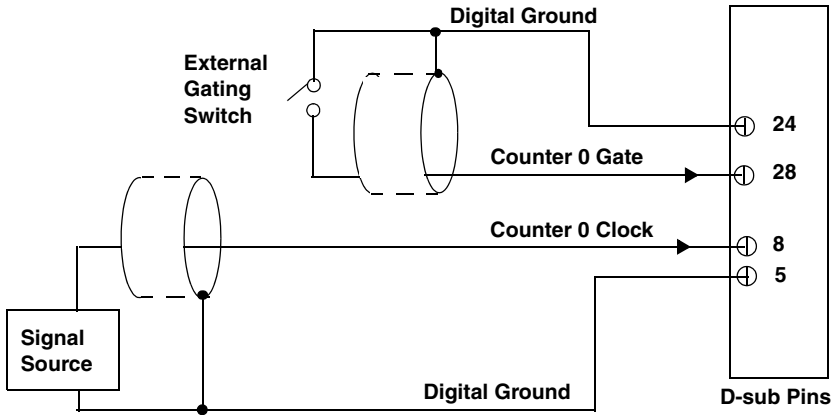 Digital Ground
External
Gating
Switch
24
Counter 0 Gate
28
Counter 0 Clock
8
5
Signal
Source
Digital Ground
D-sub Pins